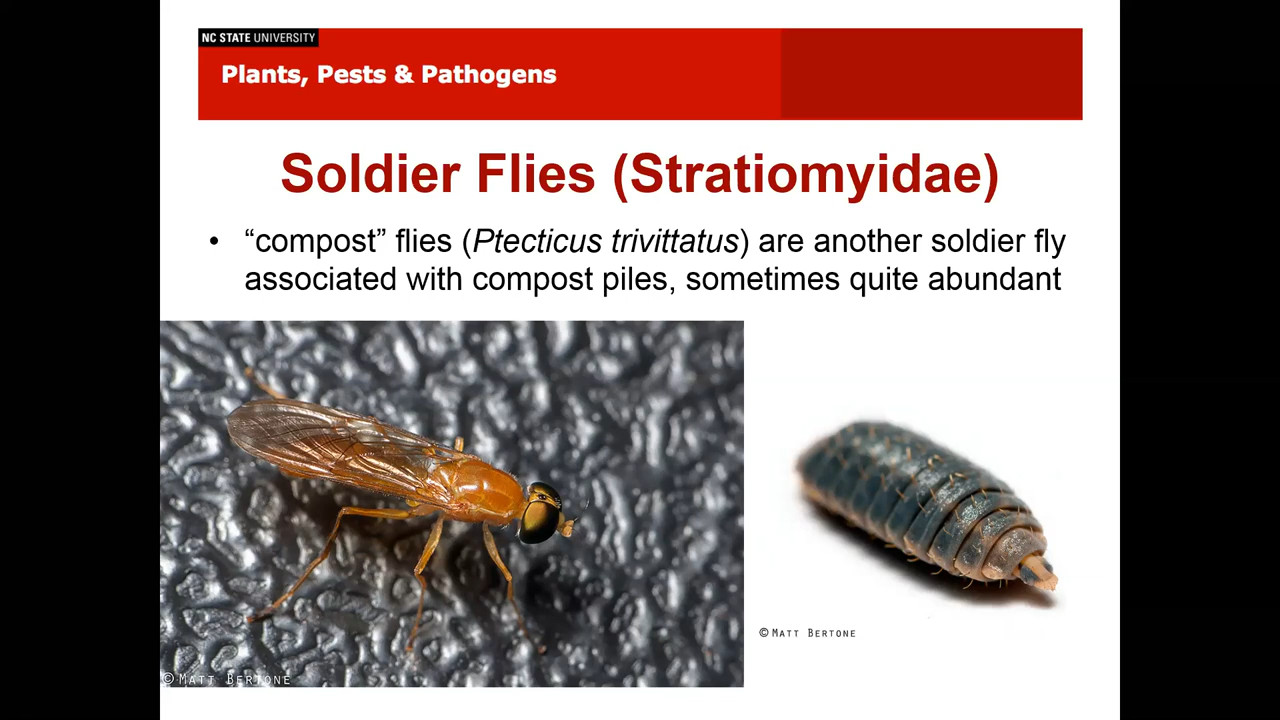 NC STATE UNIVERSITY
Plants, Pests & Pathogens
Soldier Flies (Stratiomyidae)
• “compost” flies (Ptecticus trivittatus) are another soldier fly
associated with compost piles, sometimes quite abundant
© Matt Bertone
© Matt Bertone